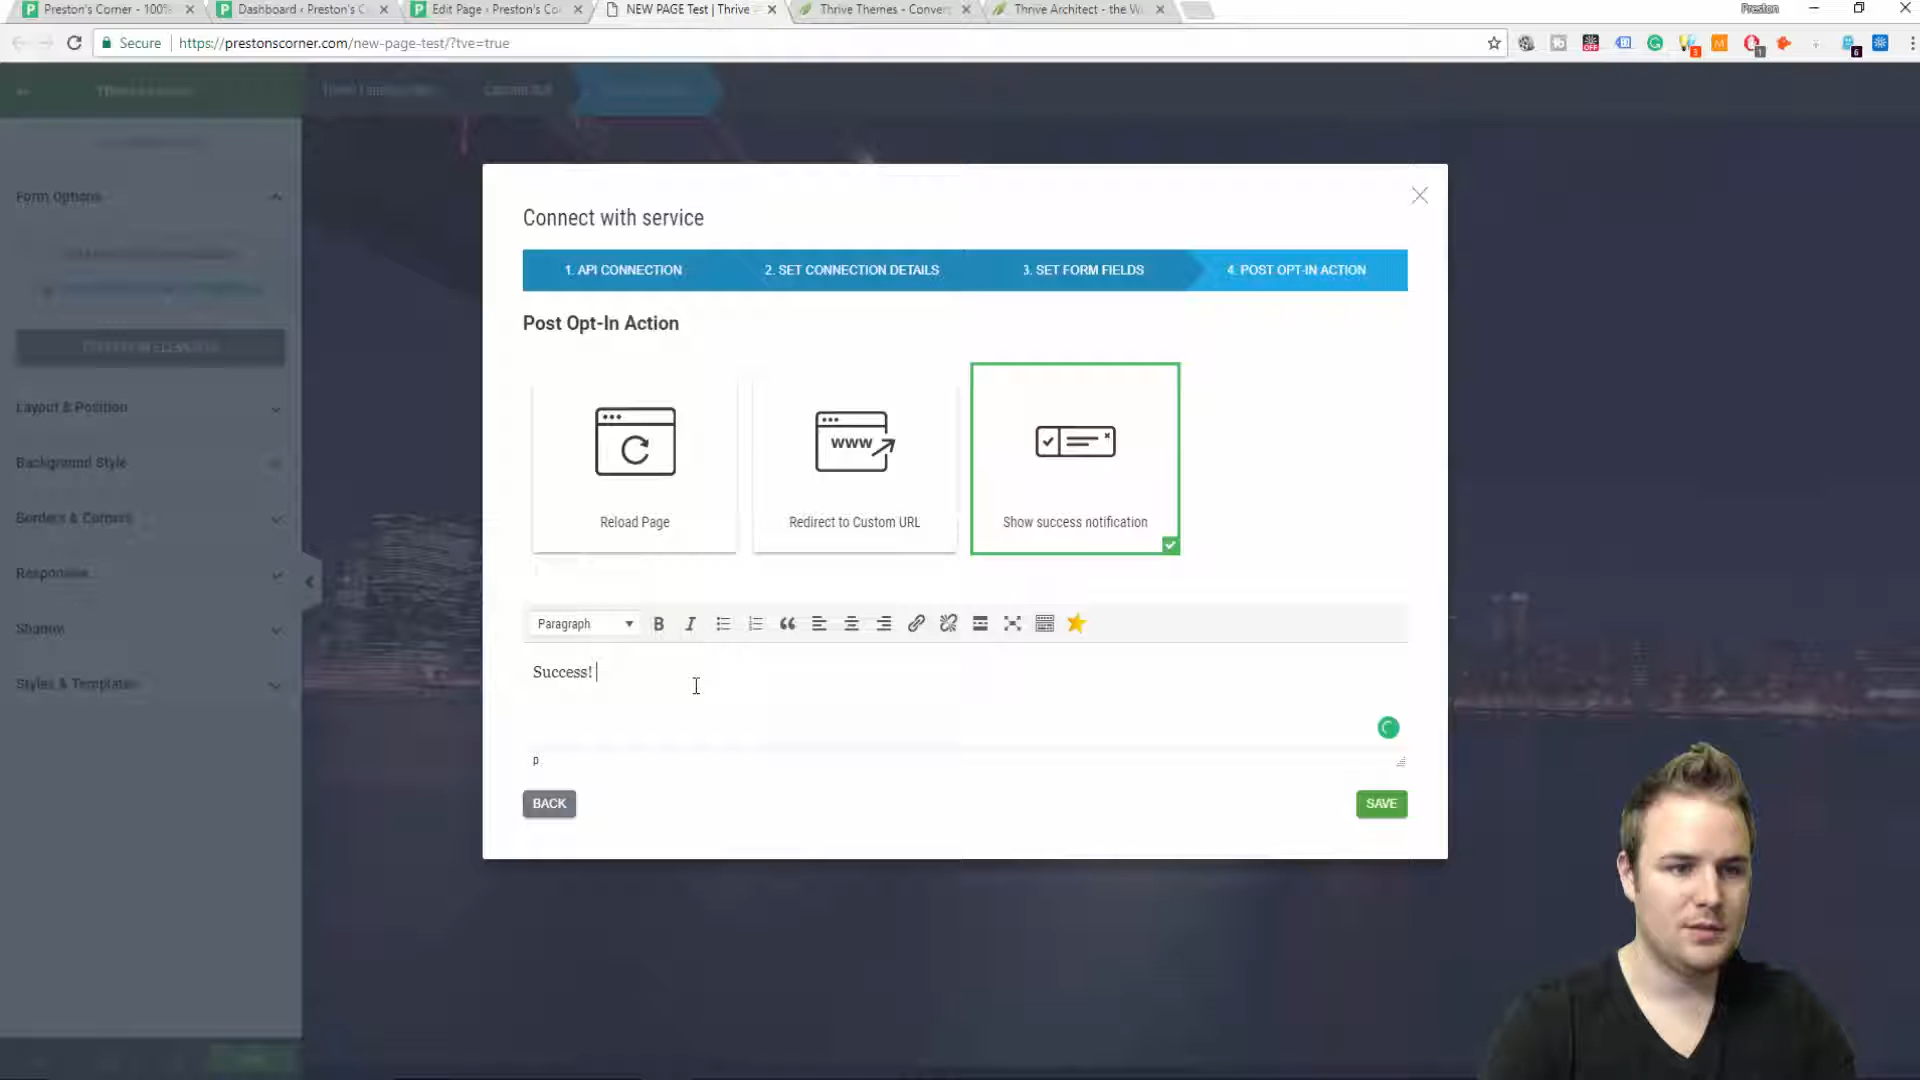 Preston's Corner - 100%
Dashboard ‹ Preston's C
Edit Page ‹ Preston's Co
NEW PAGE Test | Thrive
Thrive Themes - Conver
Thrive Architect - the W
Preston
Secure
https://prestonscorner.com/new-page-test/?tve=true
Form Options
Layout & Position
Background Style
Borders & Corners
Responsive
Shadow
Styles & Templates
Connect with service
1. API CONNECTION
2. SET CONNECTION DETAILS
3. SET FORM FIELDS
4. POST OPT-IN ACTION
Post Opt-In Action
WWW
Reload Page
Redirect to Custom URL
Show success notification
Paragraph
B
I
Success!
p
BACK
SAVE